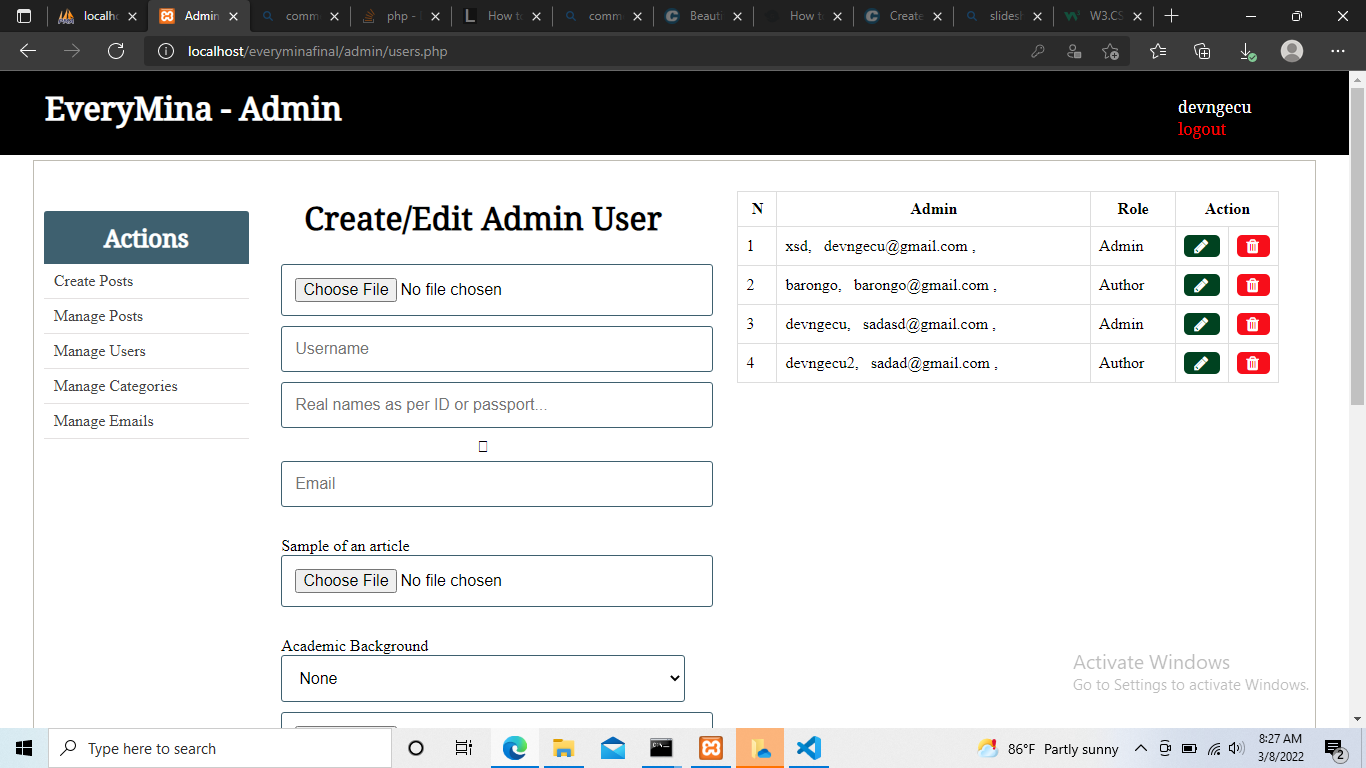 localho
Admin
comm
php -
How t
comm
Beauti
How to
Create
slidesh
W3.CS
localhost/everyminafinal/admin/users.php
EveryMina - Admin
devngecu
logout
Actions
Create Posts
Manage Posts
Manage Users
Manage Categories
Manage Emails
Create/Edit Admin User
Choose File No file chosen
Username
Real names as per ID or passport...
Email
Sample of an article
Choose File No file chosen
Academic Background
None
N Admin Role Action
1 xsd, devngecu@gmail.com , Admin
2 barongo, barongo@gmail.com , Author
3 devngecu, sadasd@gmail.com , Admin
4 devngecu2, sadad@gmail.com , Author
Activate Windows
Go to Settings to activate Windows.
Type here to search
86°F Partly sunny
8:27 AM
3/8/2022
2